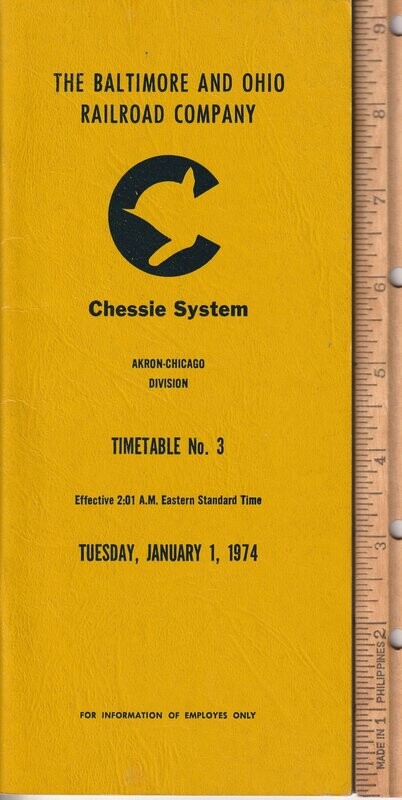 THE BALTIMORE AND OHIO
RAILROAD COMPANY
Chessie System
AKRON-CHICAGO
DIVISION
TIMETABLE No. 3
Effective 2:01 A.M. Eastern Standard Time
TUESDAY, JANUARY 1, 1974
FOR INFORMATION OF EMPLOYES ONLY
MADE IN PHILIPPINES
1
2
3
4
5
6
7
8
9